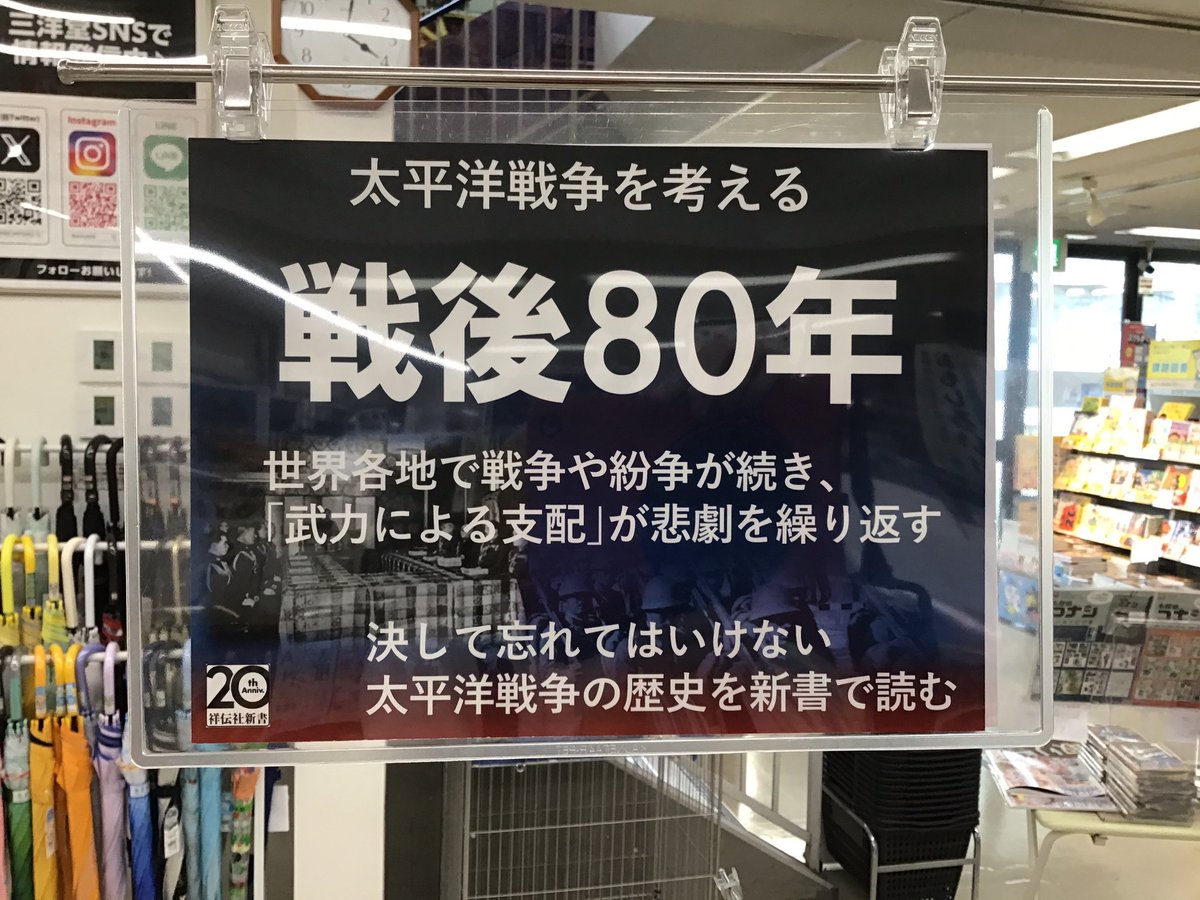 三洋堂SNSで
Instagram
LINE
フォローお願いします!
NIKKEN
太平洋戦争を考える
戦後80年
世界各地で戦争や紛争が続き、
「武力による支配」が悲劇を繰り返す
決して忘れてはいけない
太平洋戦争の歴史を新書で読む
20th
Anniv.
祥伝社新書